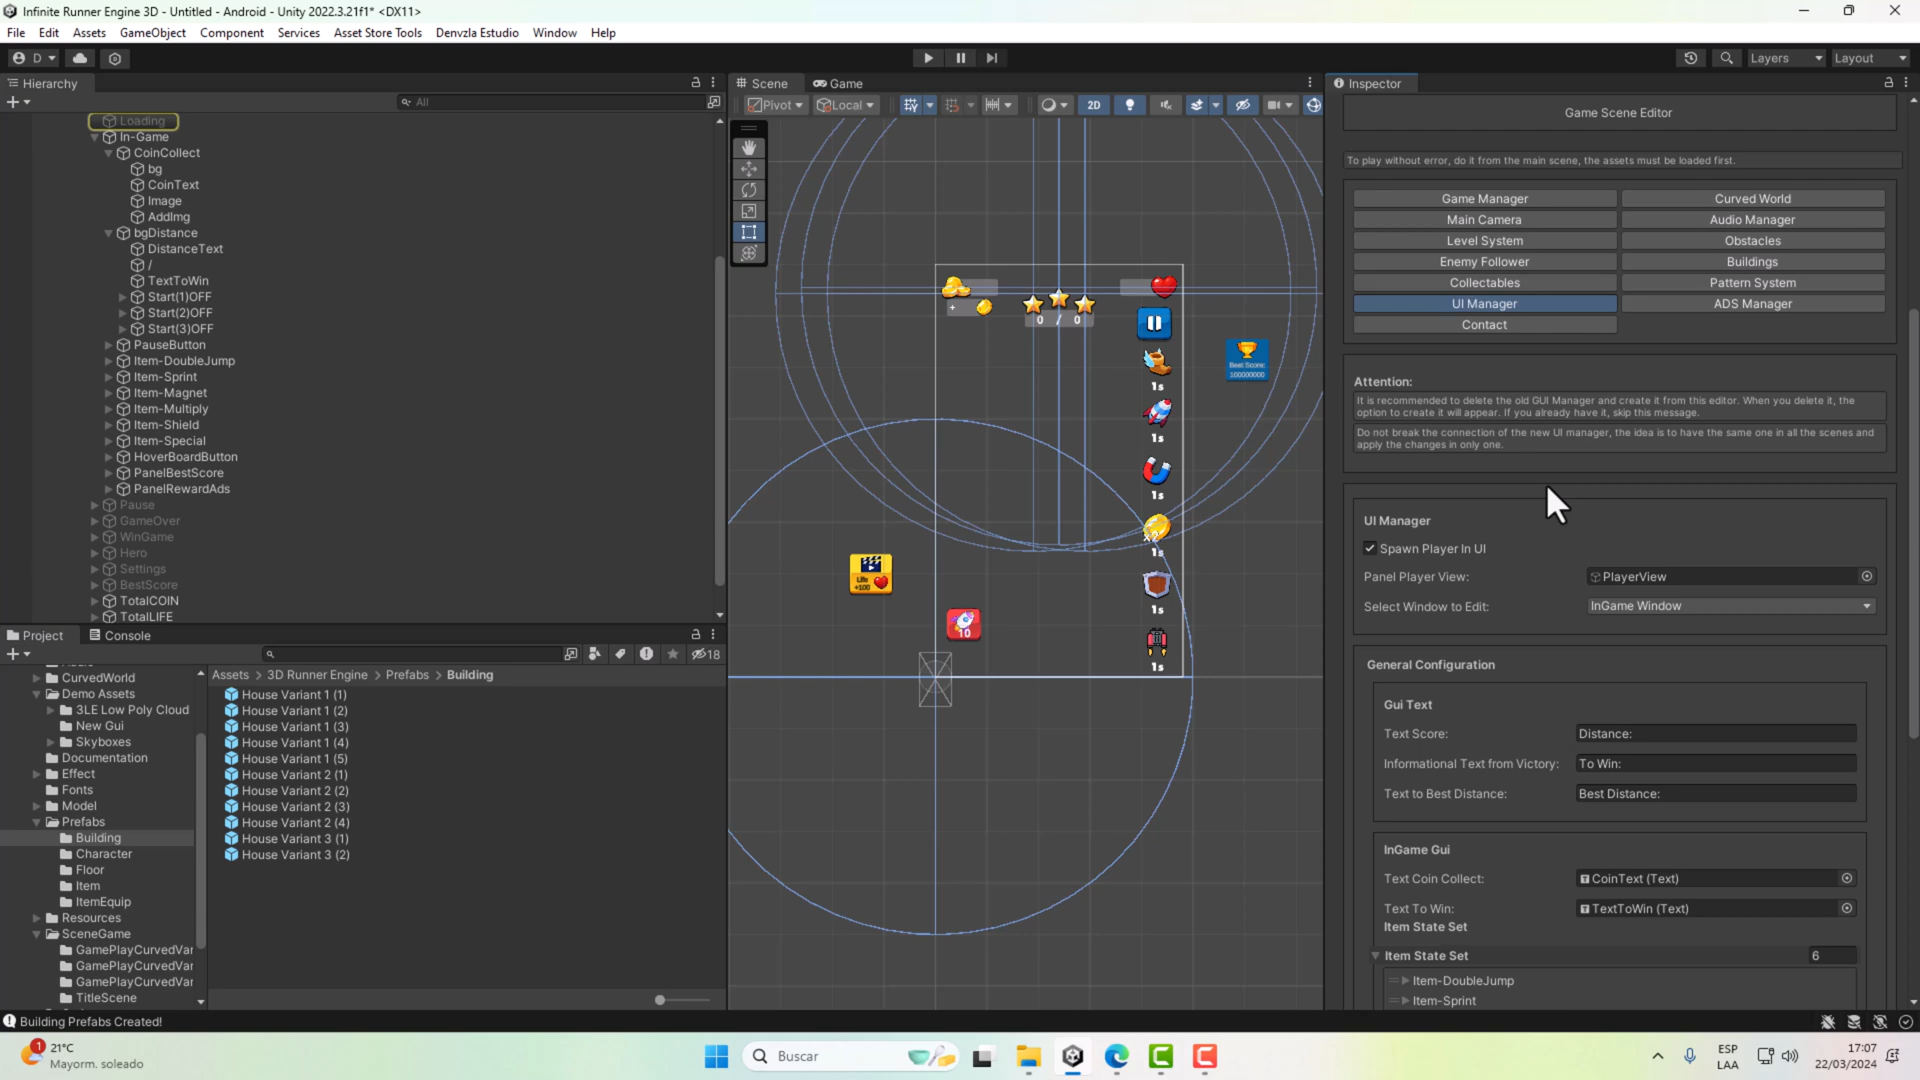 Infinite Runner Engine 3D - Untitled - Android - Unity 2022.3.21f1* <DX11>
File Edit Assets GameObject Component Services Asset Store Tools Denvzla Estudio Window Help
D Layers Layout
Hierarchy
All
Loading
In-Game
CoinCollect
bg
CoinText
Image
AddImg
bgDistance
DistanceText
/
TextToWin
Start(1)OFF
Start(2)OFF
Start(3)OFF
PauseButton
Item-DoubleJump
Item-Sprint
Item-Magnet
Item-Multiply
Item-Shield
Item-Special
HoverBoardButton
PanelBestScore
PanelRewardAds
Pause
GameOver
WinGame
Hero
Settings
BestScore
TotalCOIN
TotalLIFE
Scene Game
Pivot Local 2D
+
0 / 0
1s
1s
1s
x2
1s
1s
1s
Best Score:
100000000
Life
+100
10
Inspector
Game Scene Editor
To play without error, do it from the main scene, the assets must be loaded first.
Game Manager Curved World
Main Camera Audio Manager
Level System Obstacles
Enemy Follower Buildings
Collectables Pattern System
UI Manager ADS Manager
Contact
Attention:
It is recommended to delete the old GUI Manager and create it from this editor. When you delete it, the
option to create it will appear. If you already have it, skip this message.
Do not break the connection of the new UI manager, the idea is to have the same one in all the scenes and
apply the changes in only one.
UI Manager
Spawn Player In UI
Panel Player View: PlayerView
Select Window to Edit: InGame Window
General Configuration
Gui Text
Text Score: Distance:
Informational Text from Victory: To Win:
Text to Best Distance: Best Distance:
InGame Gui
Text Coin Collect: CoinText (Text)
Text To Win: TextToWin (Text)
Item State Set
Item State Set 6
Item-DoubleJump
Item-Sprint
Project Console
18
CurvedWorld
Demo Assets
3LE Low Poly Cloud
New Gui
Skyboxes
Documentation
Effect
Fonts
Model
Prefabs
Building
Character
Floor
Item
ItemEquip
Resources
SceneGame
GamePlayCurvedVar
GamePlayCurvedVar
GamePlayCurvedVar
TitleScene
Assets > 3D Runner Engine > Prefabs > Building
House Variant 1 (1)
House Variant 1 (2)
House Variant 1 (3)
House Variant 1 (4)
House Variant 1 (5)
House Variant 2 (1)
House Variant 2 (2)
House Variant 2 (3)
House Variant 2 (4)
House Variant 3 (1)
House Variant 3 (2)
Building Prefabs Created!
1
21°C
Mayorm. soleado
Buscar
ESP
LAA
17:07
22/03/2024